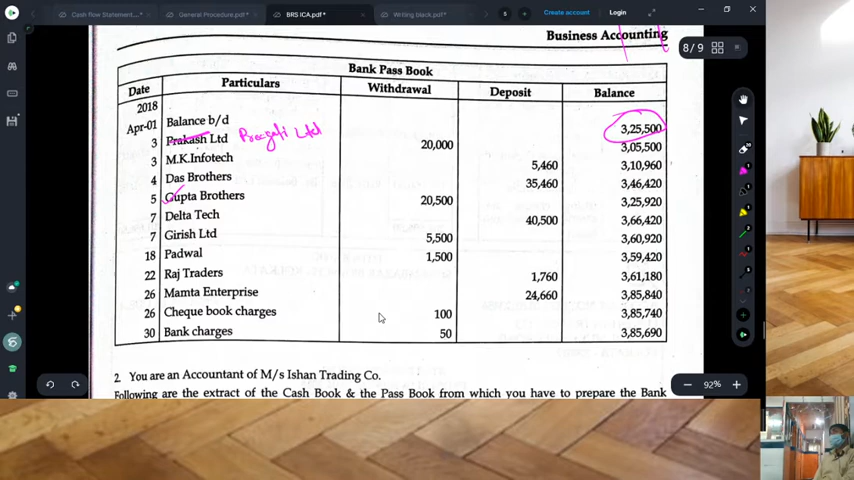 Cash flow Statement....
General Procedure.pdf*
BRS ICA.pdf*
Writing black.pdf*
5
Create account
Login
8/9
Business Accounting
Bank Pass Book
Date Particulars Withdrawal Deposit Balance
2018
Apr-01 Balance b/d 3,25,500
3 Prakash Ltd Pragati Ltd 20,000 3,05,500
3 M.K.Infotech 5,460 3,10,960
4 Das Brothers 35,460 3,46,420
5 Gupta Brothers 20,500 3,25,920
7 Delta Tech 40,500 3,66,420
7 Girish Ltd 5,500 3,60,920
18 Padwal 1,500 3,59,420
22 Raj Traders 1,760 3,61,180
26 Mamta Enterprise 24,660 3,85,840
26 Cheque book charges 100 3,85,740
30 Bank charges 50 3,85,690
2. You are an Accountant of M/s Ishan Trading Co.
Following are the extract of the Cash Book & the Pass Book from which you have to prepare the Bank
92%